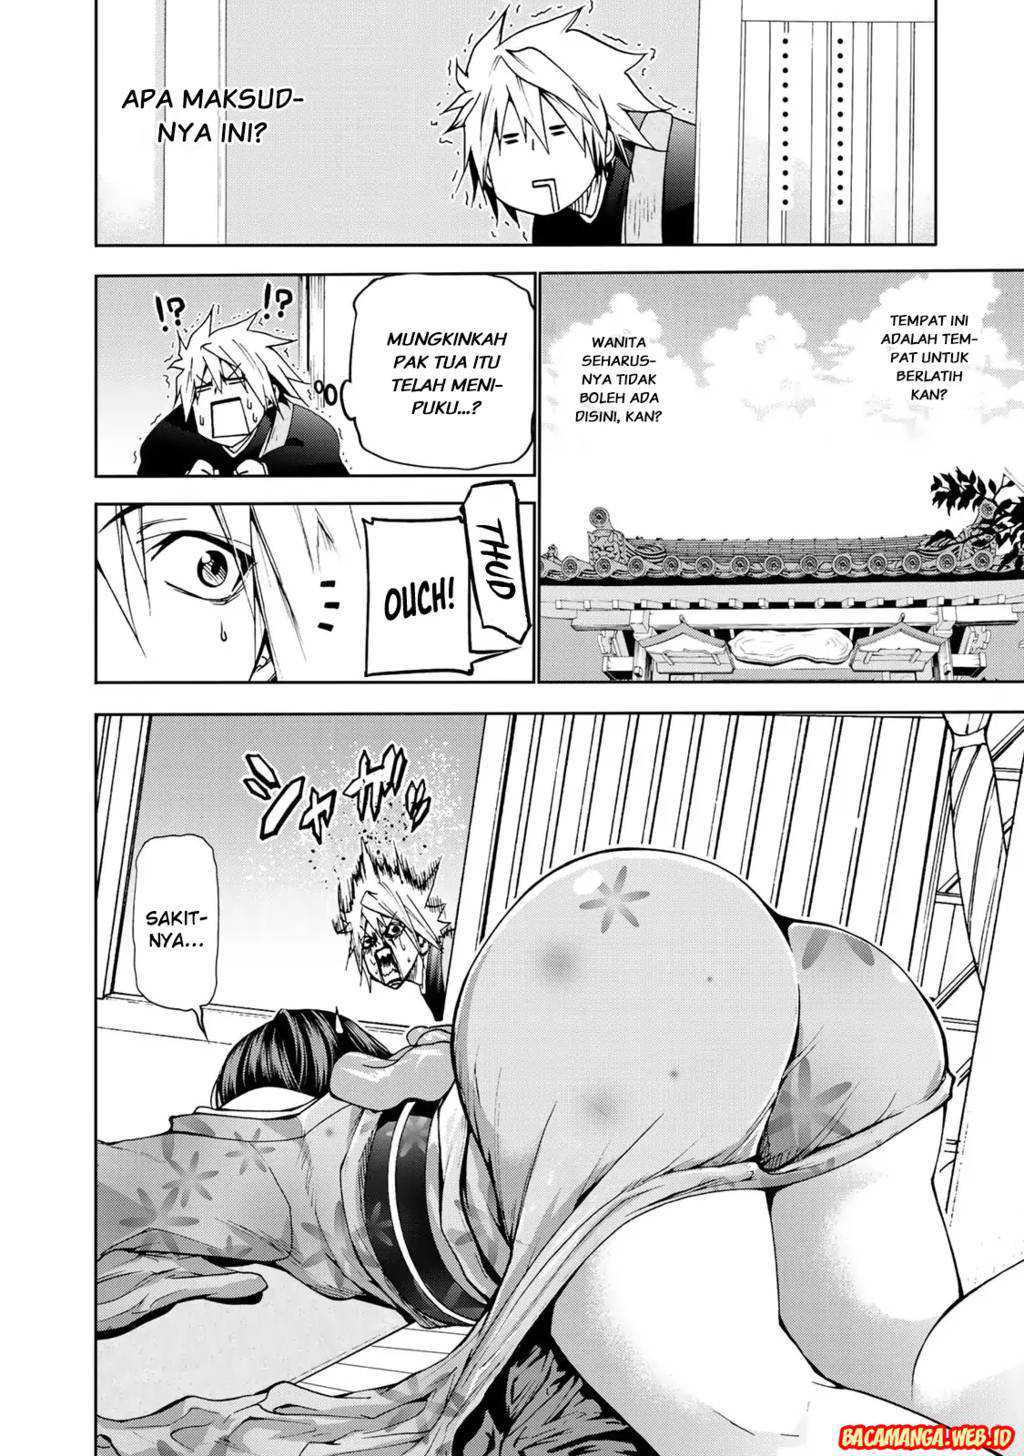 APA MAKSUD-
NYA INI?
TEMPAT INI
ADALAH TEM-
PAT UNTUK
BERLATIH
KAN?
WANITA
SEHARUS-
NYA TIDAK
BOLEH ADA
DISINI, KAN?
!? !?
MUNGKINKAH
PAK TUA ITU
TELAH MENI-
PUKU...?
THUD
OUCH!
SAKIT-
NYA...
BACAMANGA.WEB.ID